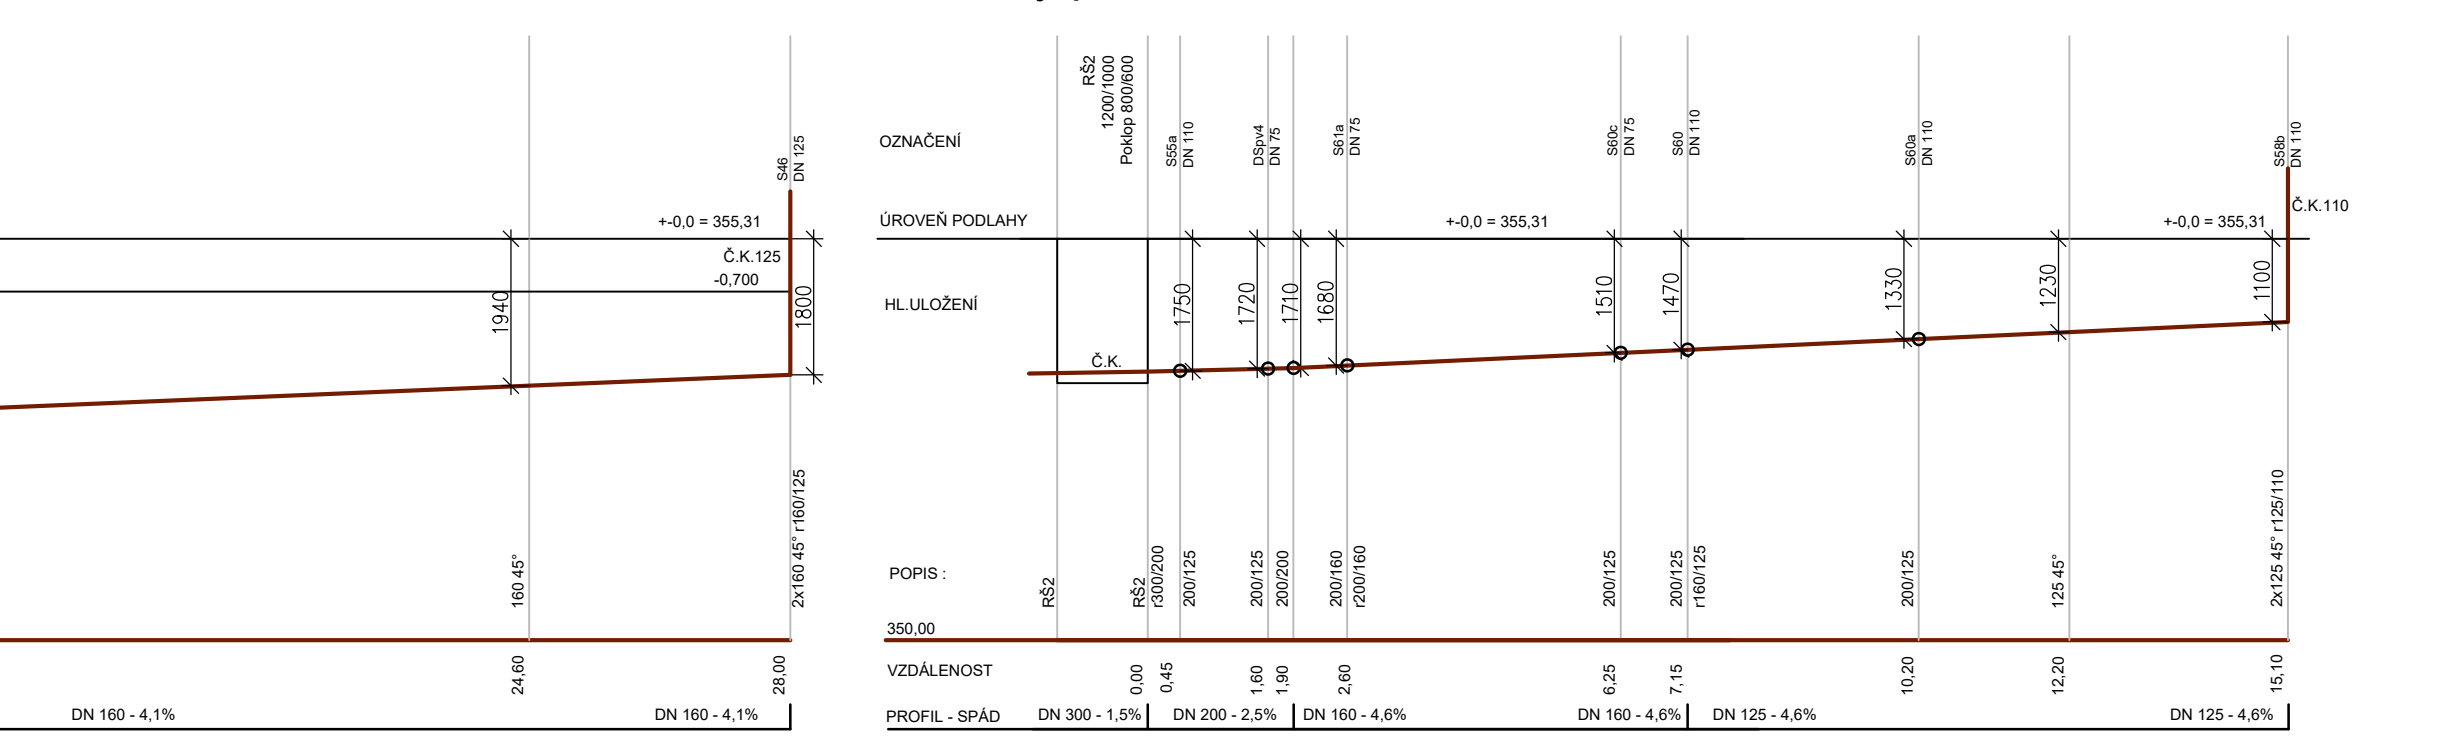 S46
DN 125
+-0,0 = 355,31
Č.K.125
-0,700
1940
1800
160 45°
2x160 45° r160/125
24,60
28,00
DN 160 - 4,1%
DN 160 - 4,1%
OZNAČENÍ
RŠ2
1200/1000
Poklop 800/600
S55a
DN 110
DSpv4
DN 75
S61a
DN 75
S60c
DN 75
S60
DN 110
S60a
DN 110
S58b
DN 110
Č.K.110
ÚROVEŇ PODLAHY
+-0,0 = 355,31
+-0,0 = 355,31
HL.ULOŽENÍ
Č.K.
1750
1720
1710
1680
1510
1470
1330
1230
1100
POPIS :
RŠ2
RŠ2
r300/200
200/125
200/125
200/200
200/160
r200/160
200/125
200/125
r160/125
200/125
125 45°
2x125 45° r125/110
350,00
VZDÁLENOST
0,00
0,45
1,60
1,90
2,60
6,25
7,15
10,20
12,20
15,10
PROFIL - SPÁD
DN 300 - 1,5%
DN 200 - 2,5%
DN 160 - 4,6%
DN 160 - 4,6%
DN 125 - 4,6%
DN 125 - 4,6%